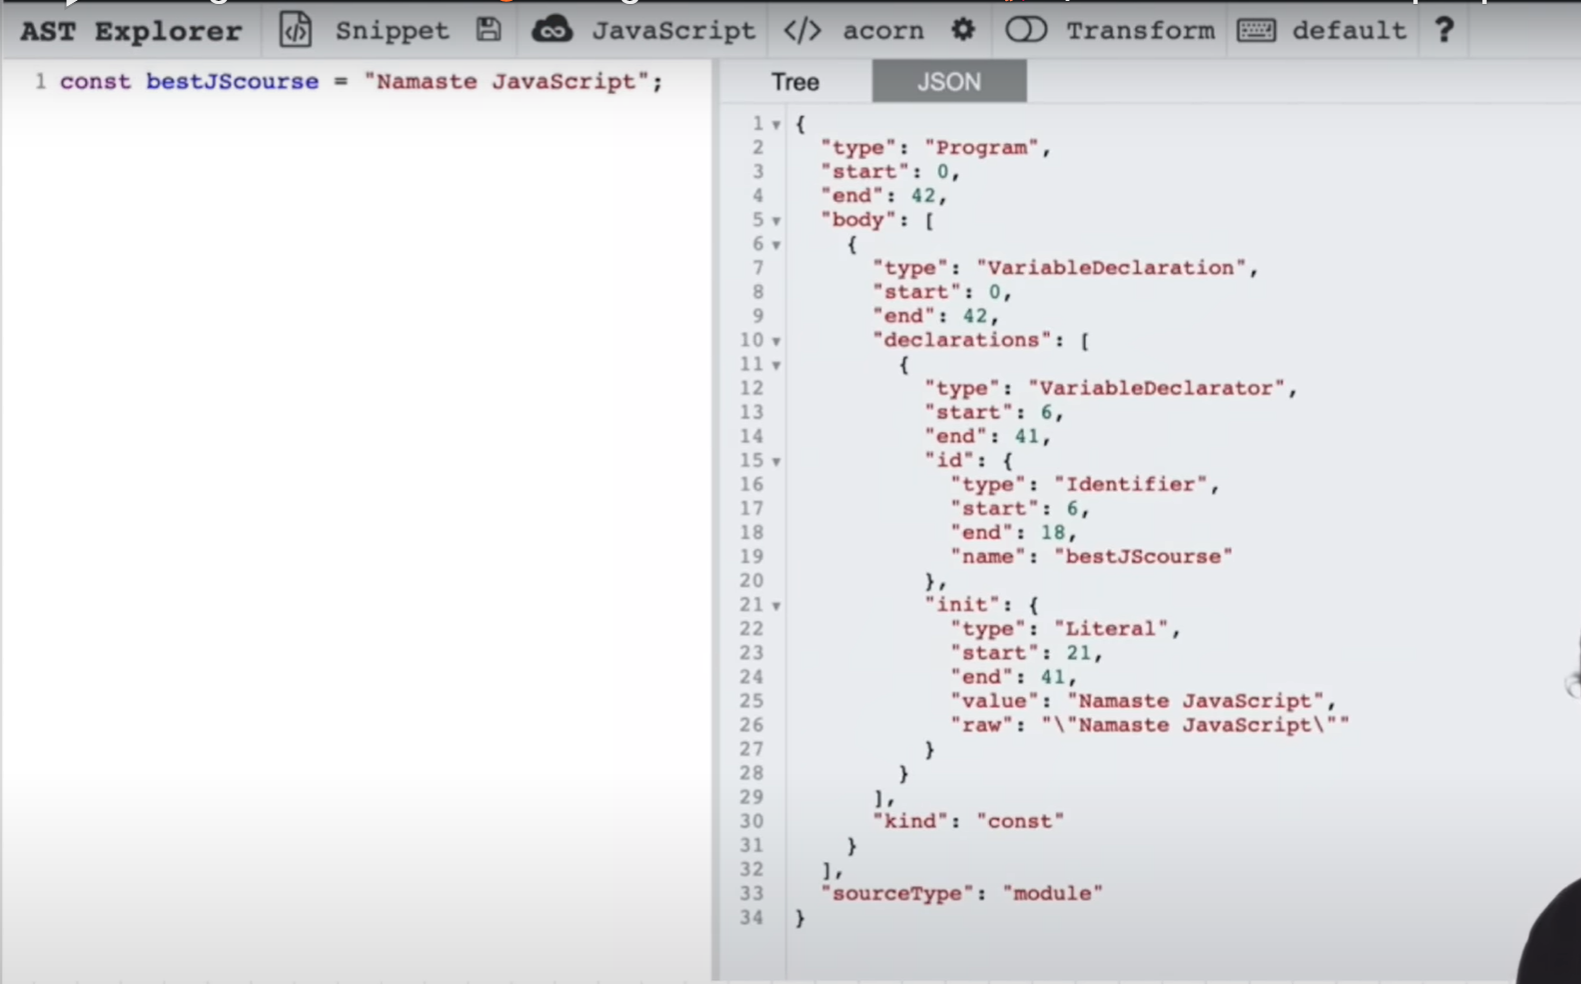 AST Explorer Snippet JavaScript </> acorn Transform default ?
1 const bestJScourse = "Namaste JavaScript";
Tree JSON
1 {
2 "type": "Program",
3 "start": 0,
4 "end": 42,
5 "body": [
6 {
7 "type": "VariableDeclaration",
8 "start": 0,
9 "end": 42,
10 "declarations": [
11 {
12 "type": "VariableDeclarator",
13 "start": 6,
14 "end": 41,
15 "id": {
16 "type": "Identifier",
17 "start": 6,
18 "end": 18,
19 "name": "bestJScourse"
20 },
21 "init": {
22 "type": "Literal",
23 "start": 21,
24 "end": 41,
25 "value": "Namaste JavaScript",
26 "raw": "\"Namaste JavaScript\""
27 }
28 }
29 ],
30 "kind": "const"
31 }
32 ],
33 "sourceType": "module"
34 }